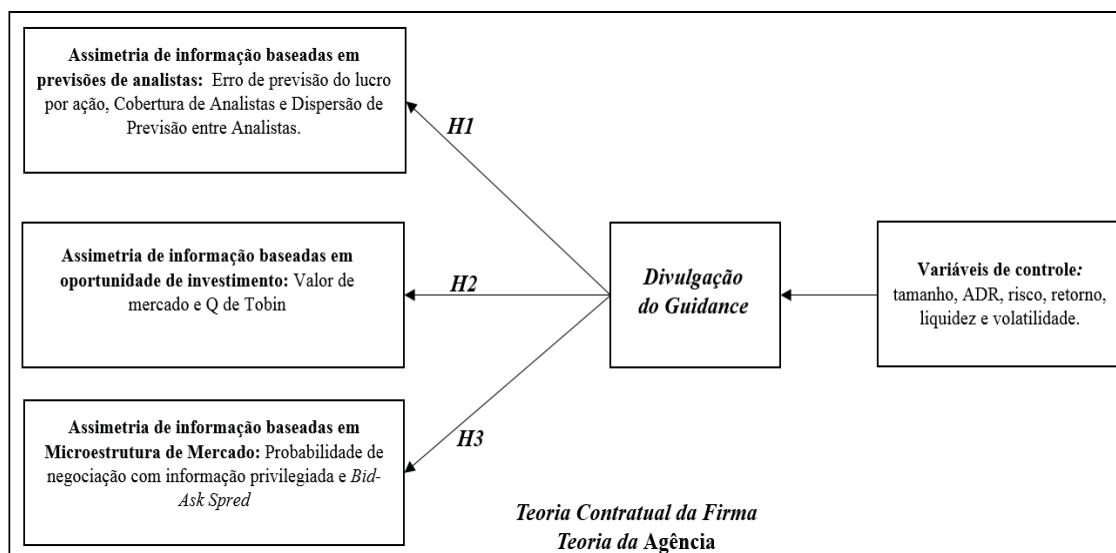 Assimetria de informação baseadas em
previsões de analistas: Erro de previsão do lucro
por ação, Cobertura de Analistas e Dispersão de
Previsão entre Analistas.
H1
Assimetria de informação baseadas em
oportunidade de investimento: Valor de
mercado e Q de Tobin
H2
Divulgação
do Guidance
Variáveis de controle:
tamanho, ADR, risco, retorno,
liquidez e volatilidade.
Assimetria de informação baseadas em
Microestrutura de Mercado: Probabilidade de
negociação com informação privilegiada e Bid-
Ask Spred
H3
Teoria Contratual da Firma
Teoria da Agência